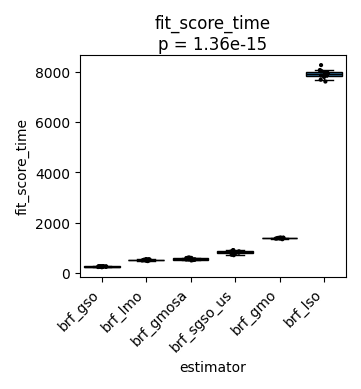 fit_score_time
p = 1.36e-15
fit_score_time
8000
6000
4000
2000
0
brf_gso
brf_lmo
brf_gmosa
brf_sgso_us
brf_gmo
brf_lso
estimator